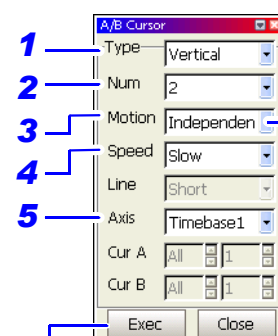 A/B Cursor
1 Type Vertical
2 Num 2
3 Motion Independen
4 Speed Slow
Line Short
5 Axis Timebase1
Cur A All 1
Cur B All 1
Exec Close